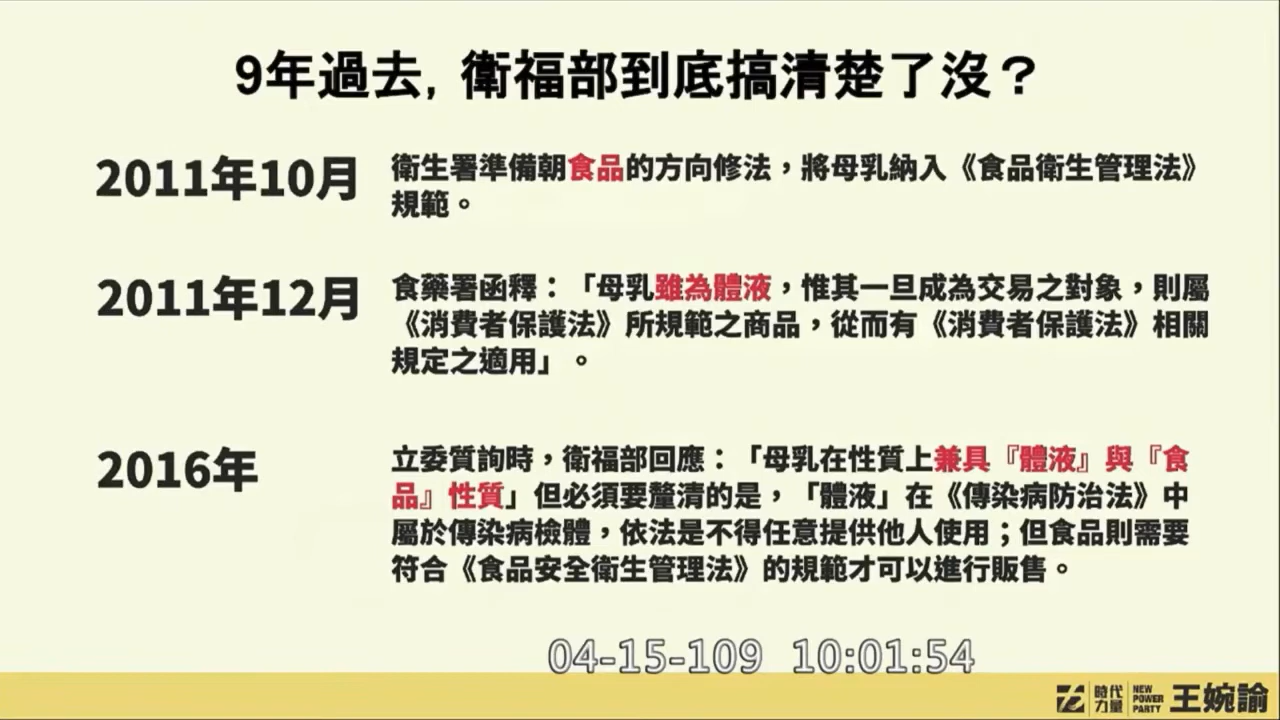 9年過去，衛福部到底搞清楚了沒？
2011年10月
衛生署準備朝食品的方向修法，將母乳納入《食品衛生管理法》
規範。
2011年12月
食藥署函釋：「母乳雖為體液，惟其一旦成為交易之對象，則屬
《消費者保護法》所規範之商品，從而有《消費者保護法》相關
規定之適用」。
2016年
立委質詢時，衛福部回應：「母乳在性質上兼具『體液』與『食
品』性質」但必須要釐清的是，「體液」在《傳染病防治法》中
屬於傳染病檢體，依法是不得任意提供他人使用；但食品則需要
符合《食品安全衛生管理法》的規範才可以進行販售。
04-15-109 10:01:54
時代
力量
NEW
POWER
PARTY
王婉諭